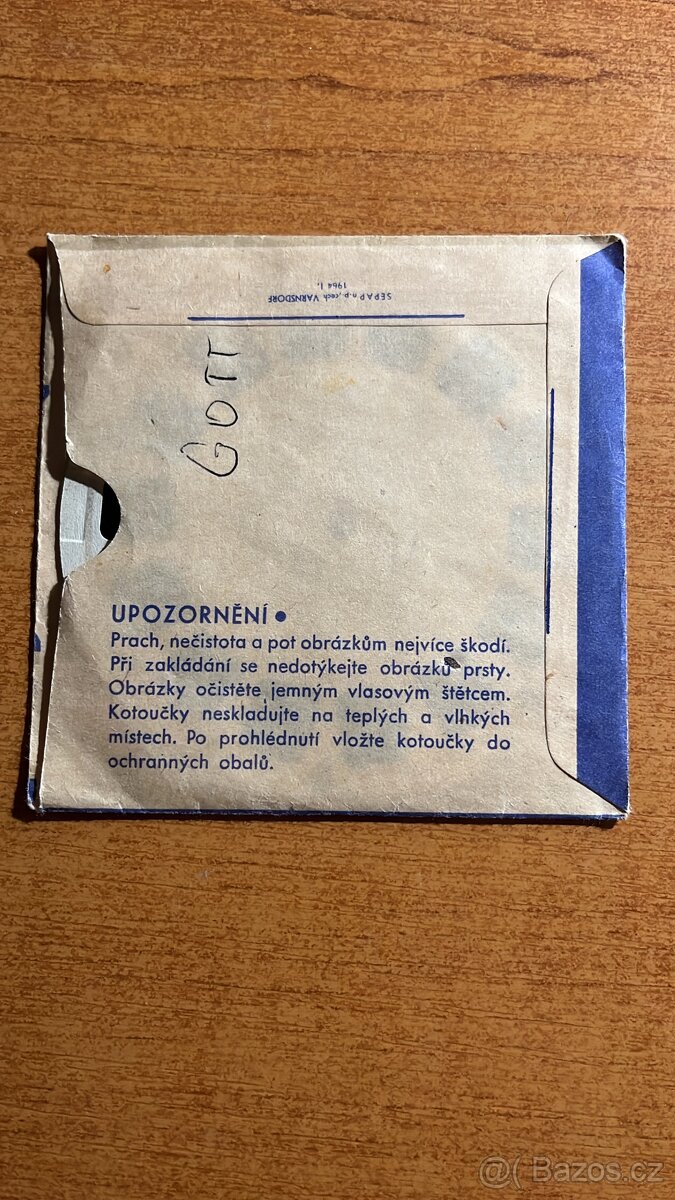 SEPAP n. p., cech VARNSDORF
1964 I.
GOTT
UPOZORNĚNÍ •
Prach, nečistota a pot obrázkům nejvíce škodí.
Při zakládání se nedotýkejte obrázků prsty.
Obrázky očistěte jemným vlasovým štětcem.
Kotoučky neskladujte na teplých a vlhkých
místech. Po prohlédnutí vložte kotoučky do
ochranných obalů.
@( Bazos.cz